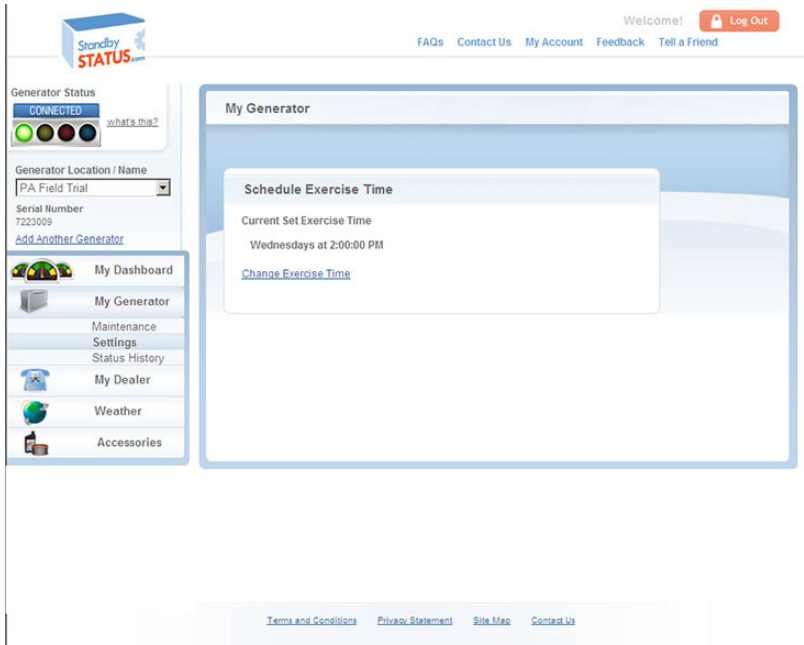 Standby
STATUS.com
Welcome!
Log Out
FAQs Contact Us My Account Feedback Tell a Friend
Generator Status
CONNECTED
what's this?
Generator Location / Name
PA Field Trial
Serial Number
7223009
Add Another Generator
My Dashboard
My Generator
Maintenance
Settings
Status History
My Dealer
Weather
Accessories
My Generator
Schedule Exercise Time
Current Set Exercise Time
Wednesdays at 2:00:00 PM
Change Exercise Time
Terms and Conditions Privacy Statement Site Map Contact Us